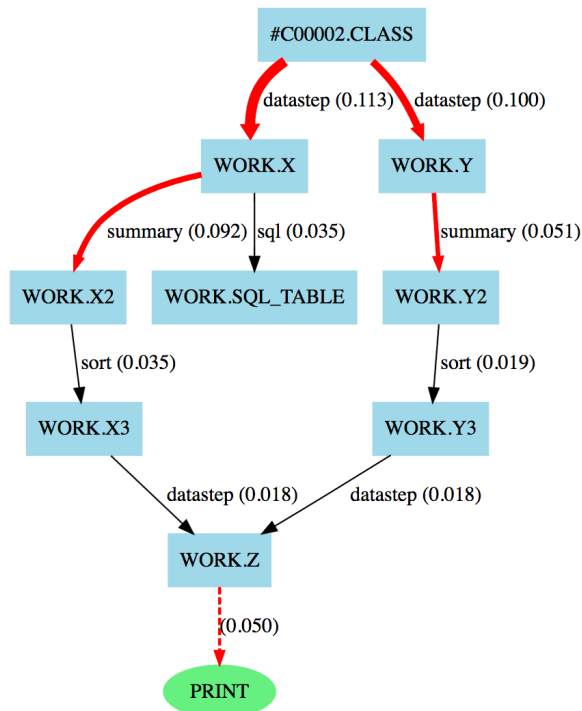 #C00002.CLASS
datastep (0.113)
datastep (0.100)
WORK.X
WORK.Y
summary (0.092)
sql (0.035)
summary (0.051)
WORK.X2
WORK.SQL_TABLE
WORK.Y2
sort (0.035)
sort (0.019)
WORK.X3
WORK.Y3
datastep (0.018)
datastep (0.018)
WORK.Z
(0.050)
PRINT